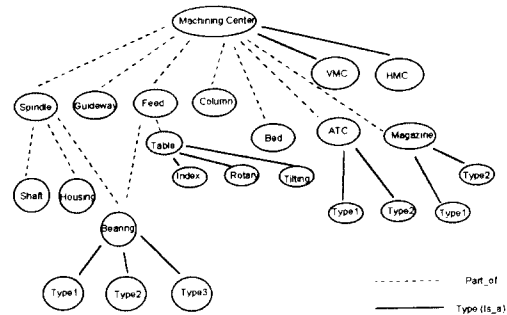 Machining Center
VMC
HMC
Spindle
Guideway
Feed
Column
Bed
ATC
Magazine
Table
Index
Rotary
Tilting
Type2
Shaft
Housing
Type1
Type2
Type1
Bearing
Type1
Type2
Type3
Part_of
Type (Is_a)